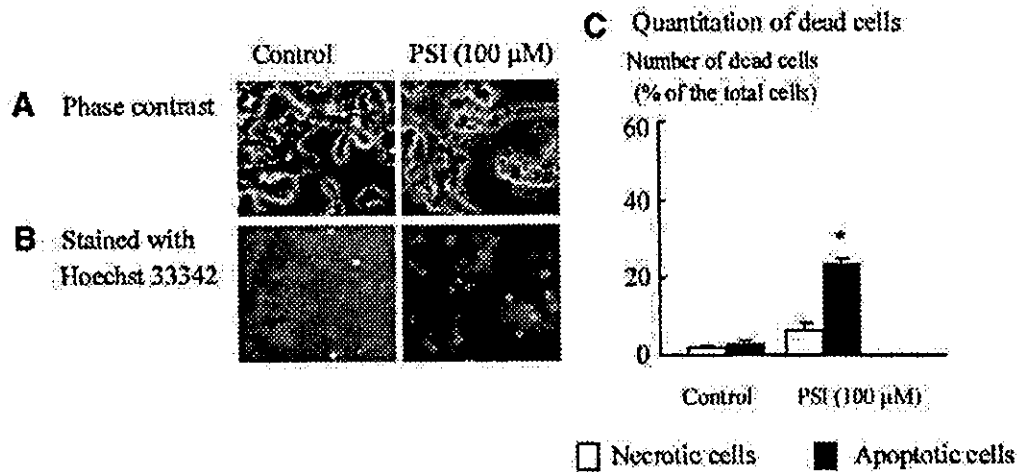 Control
PSI (100 µM)
A Phase contrast
B Stained with
Hoechst 33342
C Quantitation of dead cells
Number of dead cells
(% of the total cells)
60
40
20
0
*
Control
PSI (100 µM)
Necrotic cells
Apoptotic cells